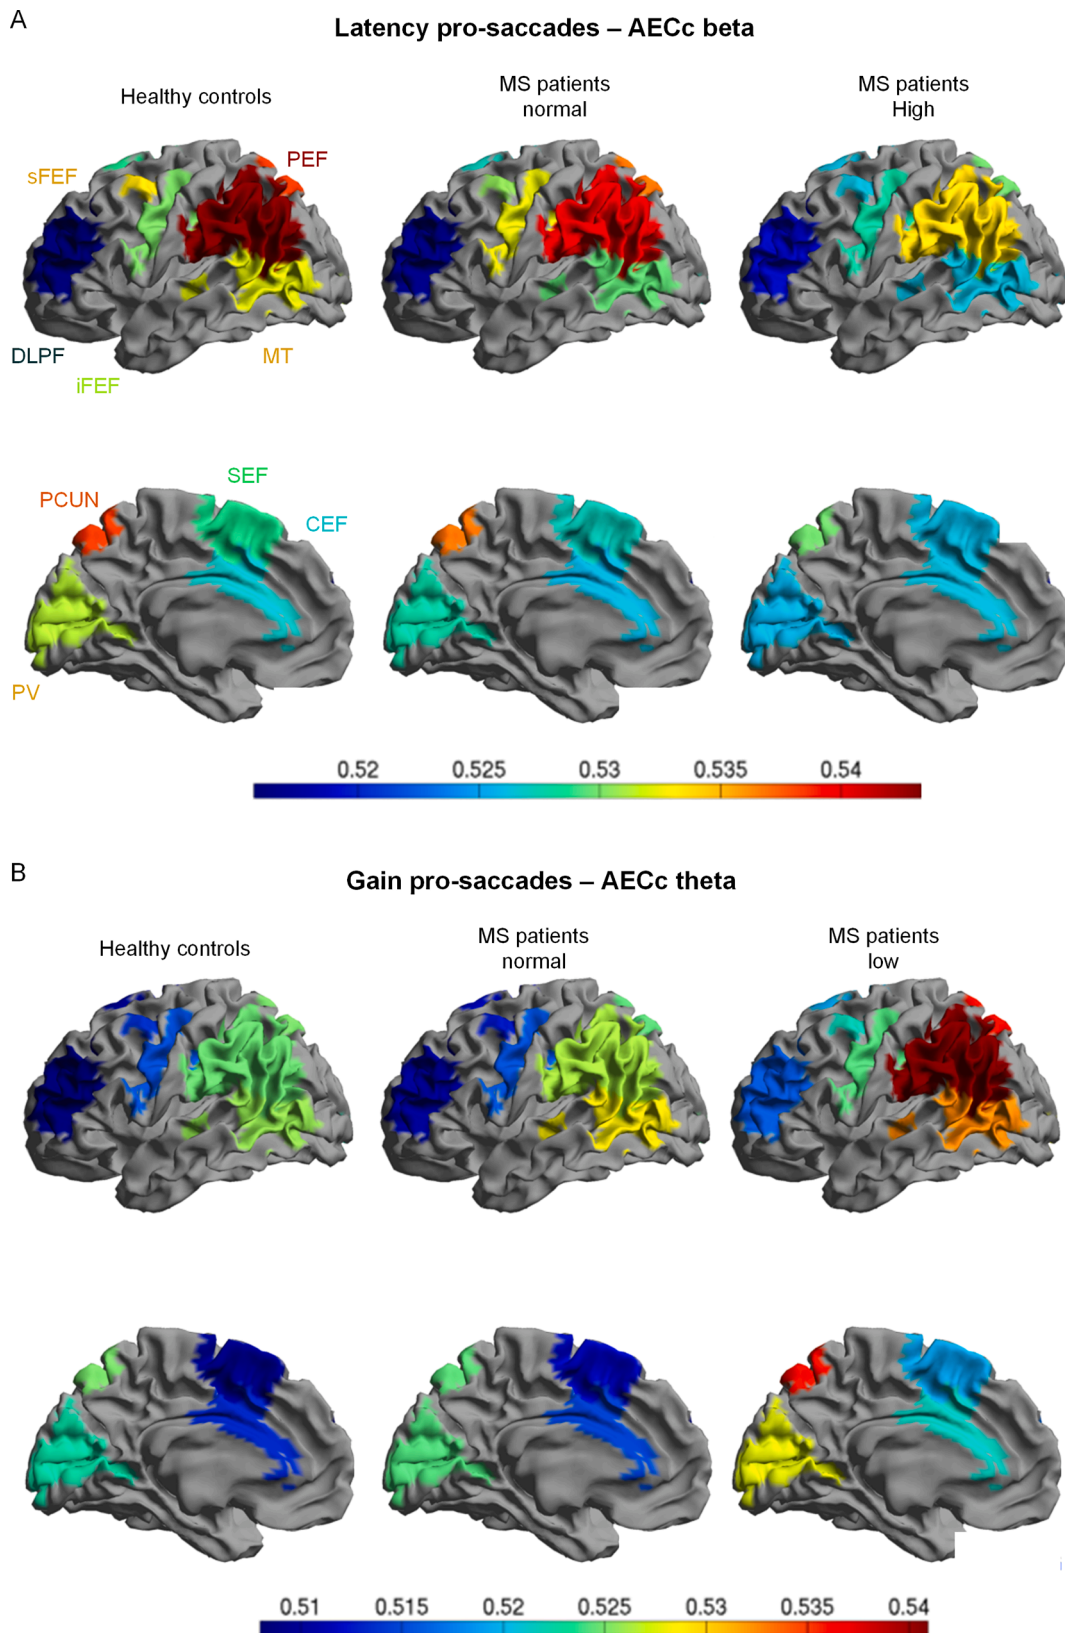 A
Latency pro-saccades – AECc beta
Healthy controls
MS patients
normal
MS patients
High
sFEF
PEF
DLPF
MT
iFEF
SEF
PCUN
CEF
PV
0.52 0.525 0.53 0.535 0.54
B
Gain pro-saccades – AECc theta
Healthy controls
MS patients
normal
MS patients
low
0.51 0.515 0.52 0.525 0.53 0.535 0.54